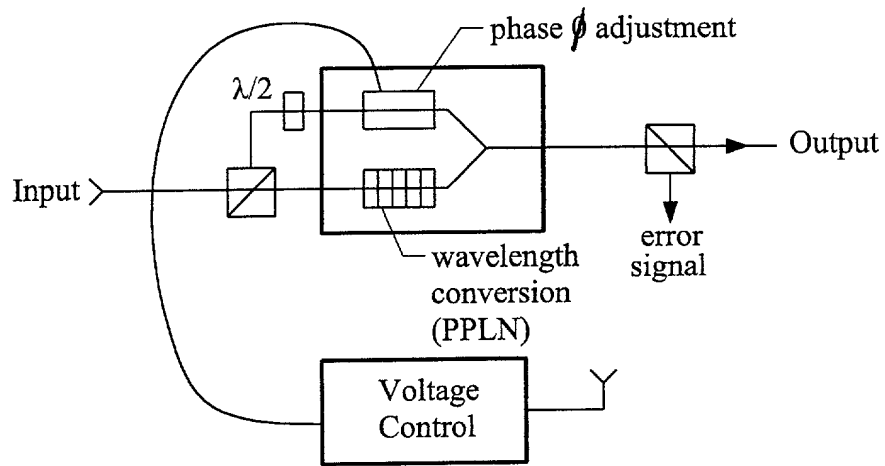 phase ϕ adjustment
λ/2
Input
Output
error
signal
wavelength
conversion
(PPLN)
Voltage
Control